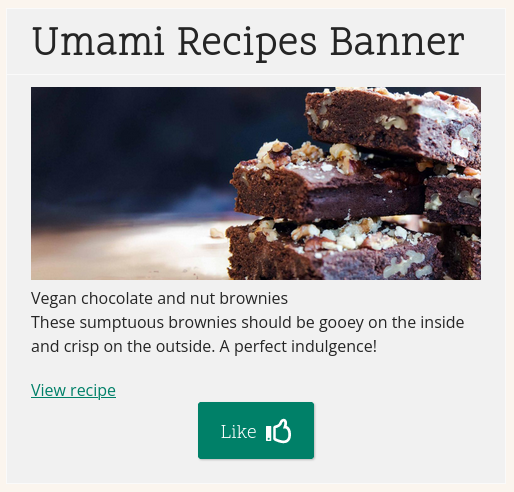 Umami Recipes Banner
Vegan chocolate and nut brownies
These sumptuous brownies should be gooey on the inside
and crisp on the outside. A perfect indulgence!
View recipe
Like